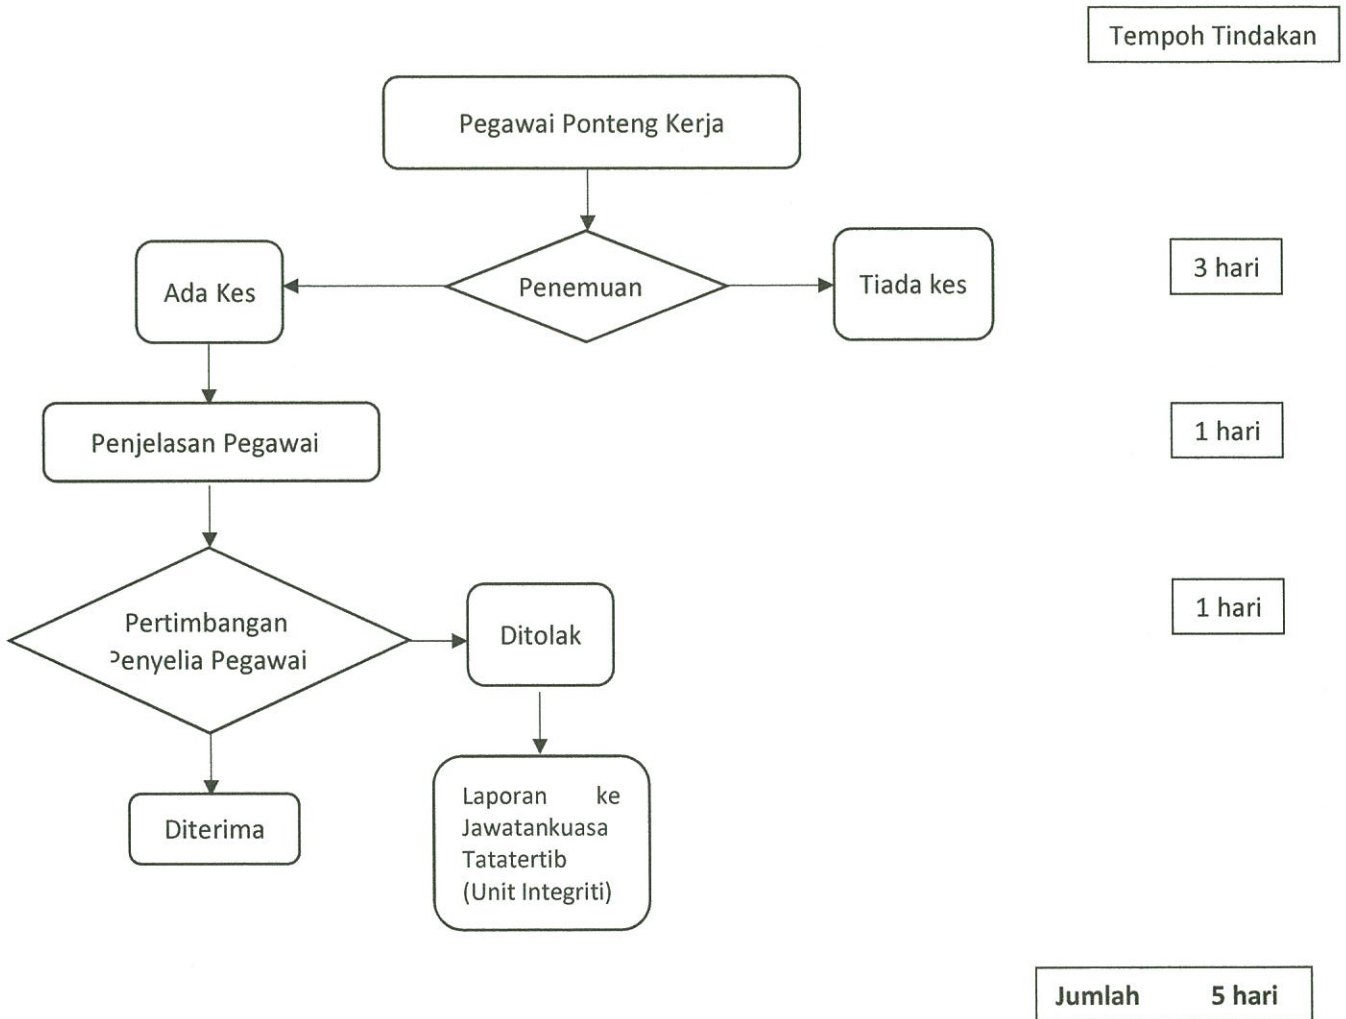 Tempoh Tindakan
Pegawai Ponteng Kerja
Ada Kes
Penemuan
Tiada kes
3 hari
Penjelasan Pegawai
1 hari
Pertimbangan
Penyelia Pegawai
Ditolak
1 hari
Diterima
Laporan ke
Jawatankuasa
Tatatertib
(Unit Integriti)
Jumlah 5 hari